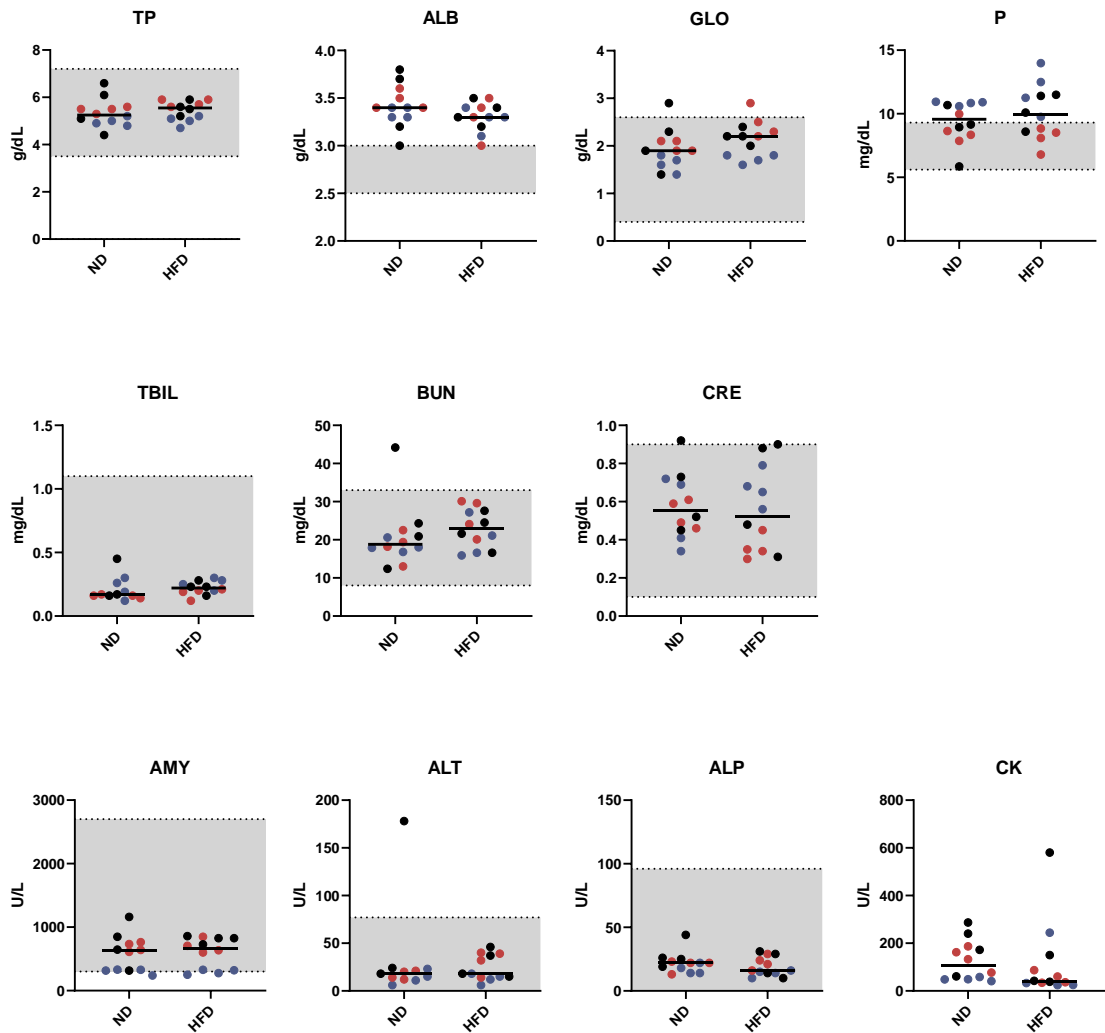 TP
ALB
GLO
P
8
6
4
2
0
g/dL
ND
HFD
4.0
3.5
3.0
2.5
2.0
g/dL
ND
HFD
4
3
2
1
0
g/dL
ND
HFD
15
10
5
0
mg/dL
ND
HFD
TBIL
BUN
CRE
1.5
1.0
0.5
0.0
mg/dL
ND
HFD
50
40
30
20
10
0
mg/dL
ND
HFD
1.0
0.8
0.6
0.4
0.2
0.0
mg/dL
ND
HFD
AMY
ALT
ALP
CK
3000
2000
1000
0
U/L
ND
HFD
200
150
100
50
0
U/L
ND
HFD
150
100
50
0
U/L
ND
HFD
800
600
400
200
0
U/L
ND
HFD